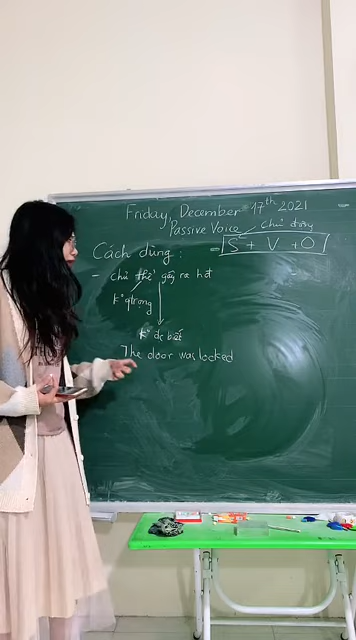 Friday, December 17th 2021
Passive Voice
chủ động
Cách dùng :
= S + V + O
- chủ thể gây ra hđ
k° qtrọng
k° đc biết
The door was locked